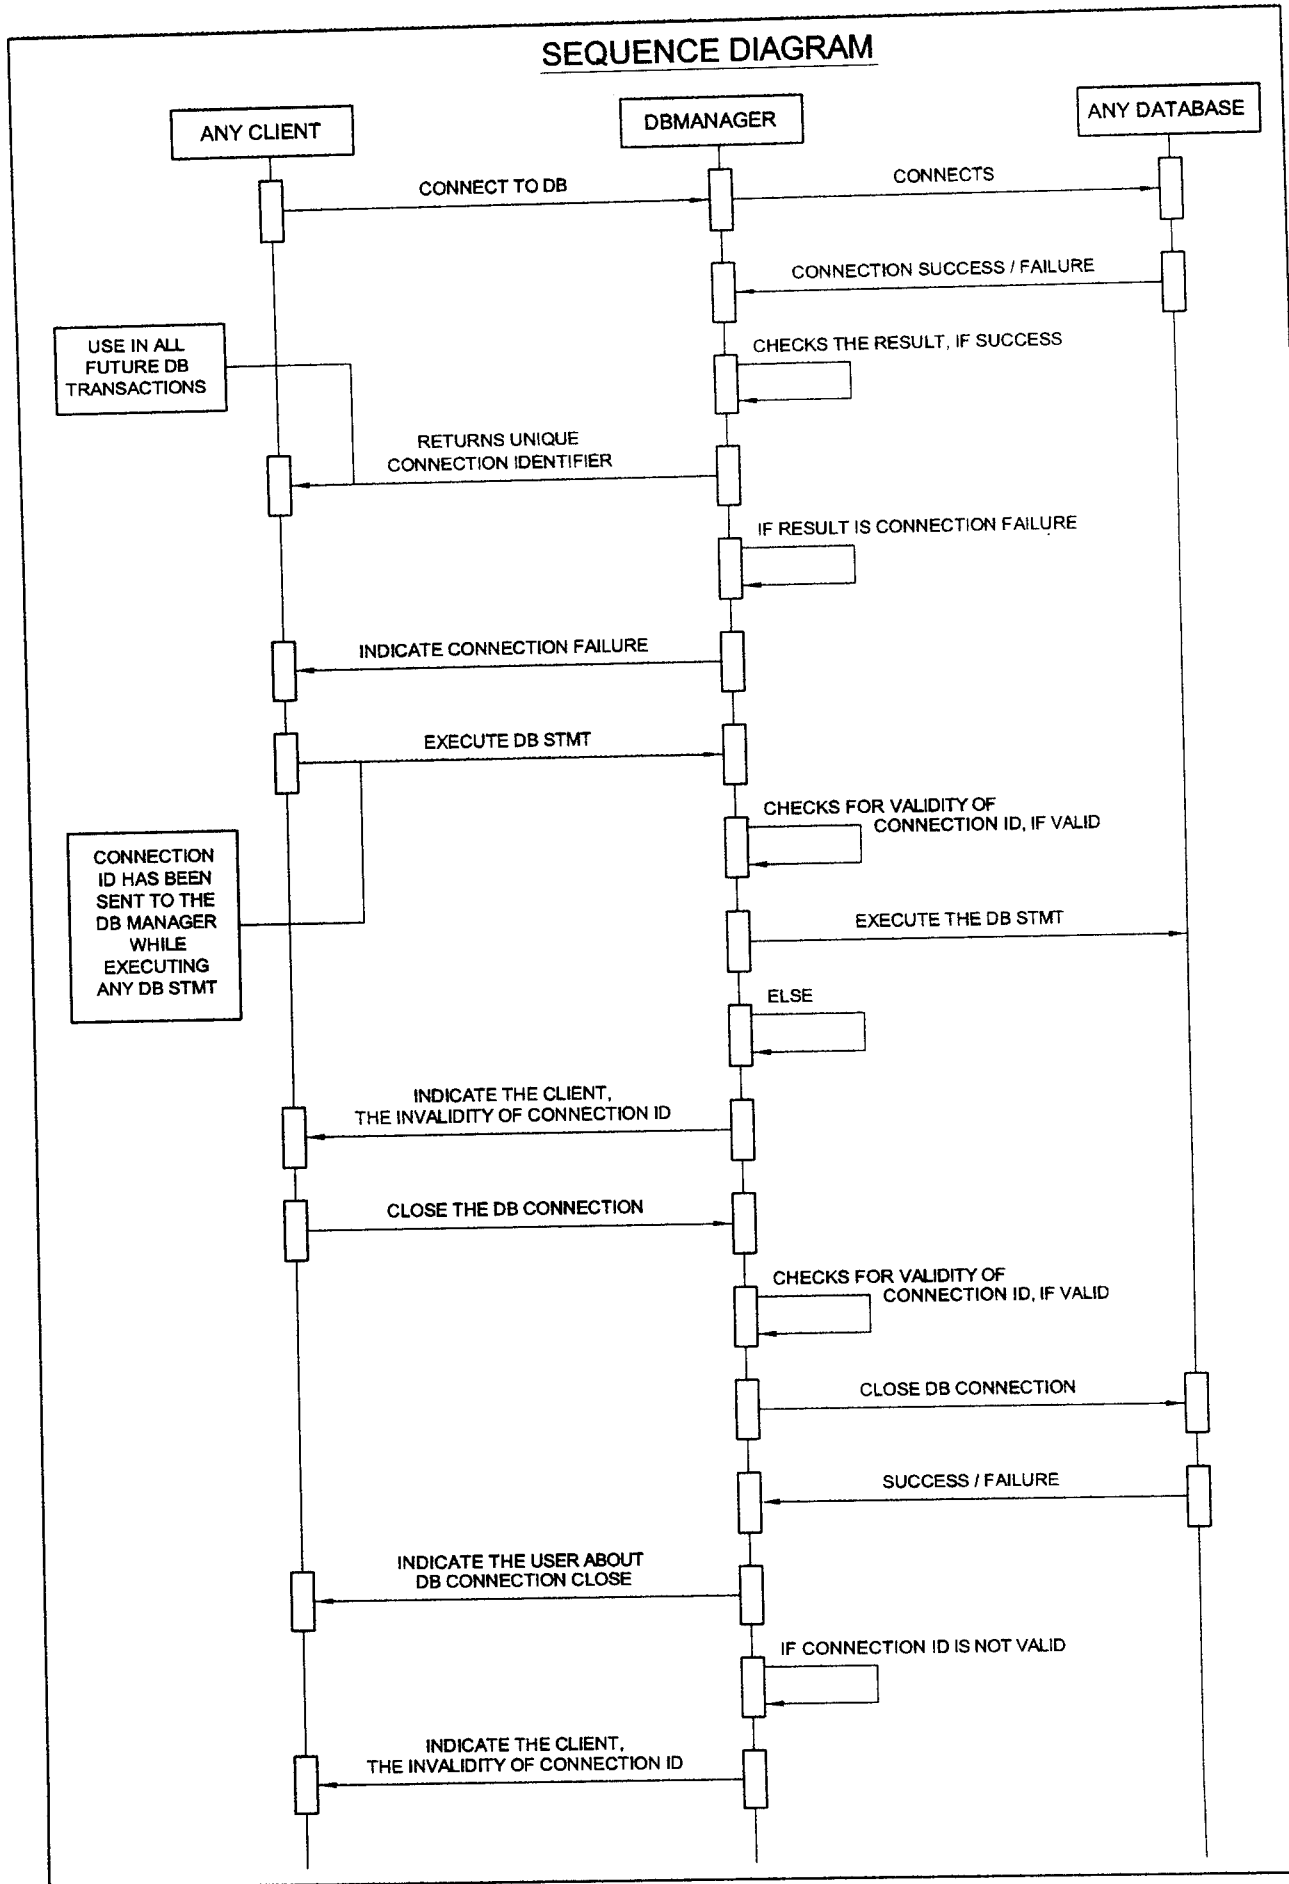 SEQUENCE DIAGRAM
ANY CLIENT
DBMANAGER
ANY DATABASE
CONNECT TO DB
CONNECTS
CONNECTION SUCCESS / FAILURE
CHECKS THE RESULT, IF SUCCESS
USE IN ALL
FUTURE DB
TRANSACTIONS
RETURNS UNIQUE
CONNECTION IDENTIFIER
IF RESULT IS CONNECTION FAILURE
INDICATE CONNECTION FAILURE
EXECUTE DB STMT
CHECKS FOR VALIDITY OF
CONNECTION ID, IF VALID
CONNECTION
ID HAS BEEN
SENT TO THE
DB MANAGER
WHILE
EXECUTING
ANY DB STMT
EXECUTE THE DB STMT
ELSE
INDICATE THE CLIENT,
THE INVALIDITY OF CONNECTION ID
CLOSE THE DB CONNECTION
CHECKS FOR VALIDITY OF
CONNECTION ID, IF VALID
CLOSE DB CONNECTION
SUCCESS / FAILURE
INDICATE THE USER ABOUT
DB CONNECTION CLOSE
IF CONNECTION ID IS NOT VALID
INDICATE THE CLIENT,
THE INVALIDITY OF CONNECTION ID